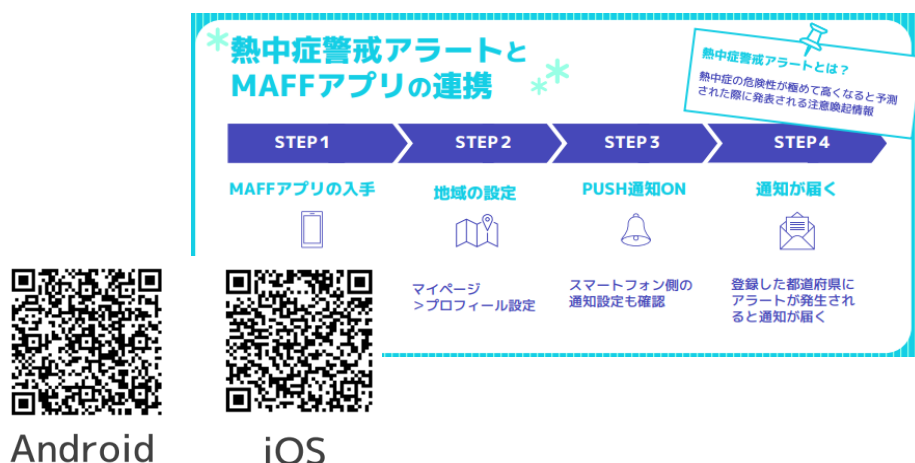 熱中症警戒アラートと
MAFFアプリの連携
熱中症警戒アラートとは？
熱中症の危険性が極めて高くなると予測
された際に発表される注意喚起情報
STEP1
STEP2
STEP3
STEP4
MAFFアプリの入手
地域の設定
PUSH通知ON
通知が届く
マイページ
＞プロフィール設定
スマートフォン側の
通知設定も確認
登録した都道府県に
アラートが発生され
ると通知が届く
Android
iOS